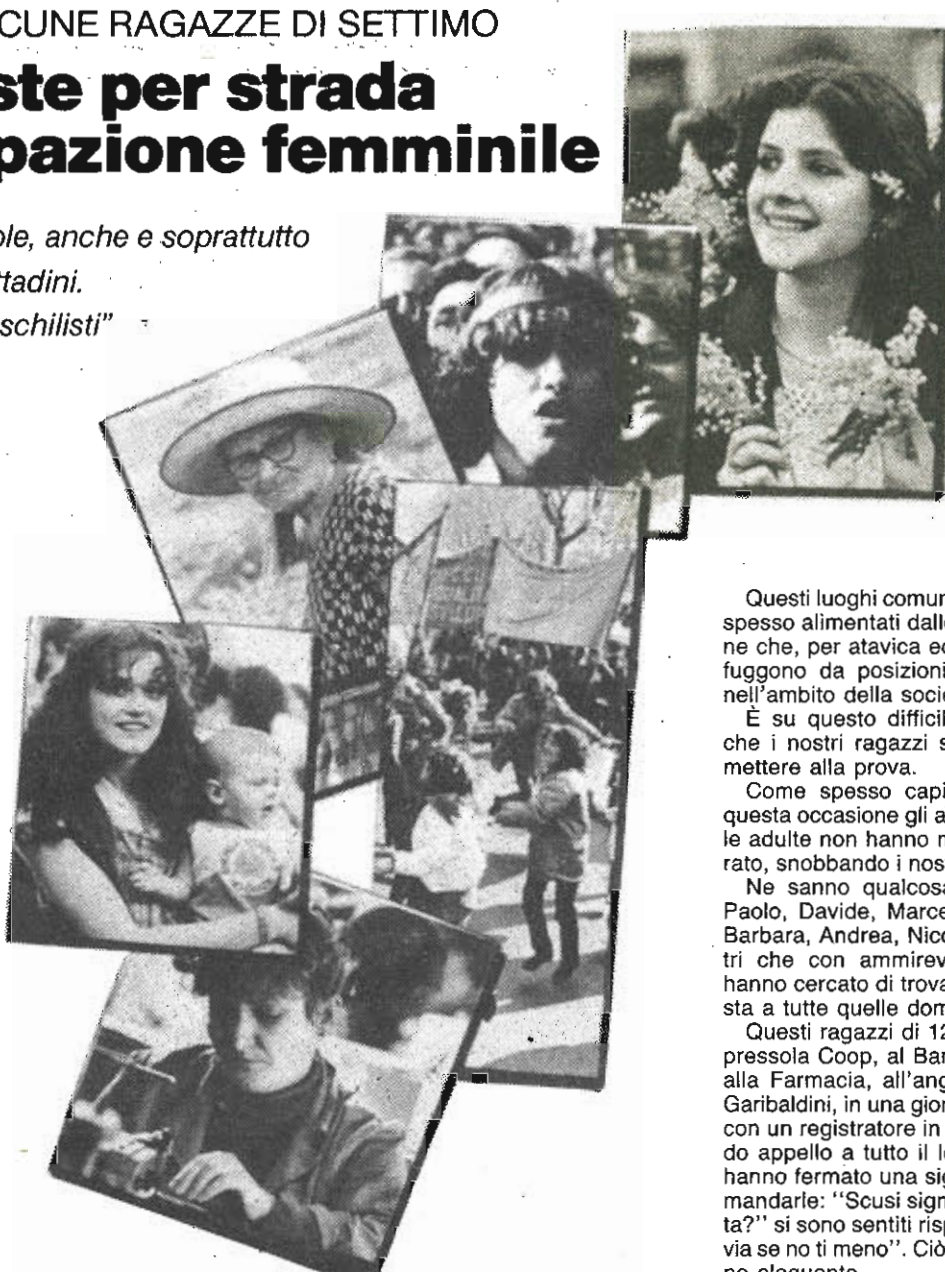 CUNE RAGAZZE DI SETTIMO
ste per strada
pazione femminile
ole, anche e soprattutto
ttadini.
schilisti”
Questi luoghi comun
spesso alimentati dalle
ne che, per atavica ed
fuggono da posizioni
nell'ambito della socie
È su questo difficil
che i nostri ragazzi s
mettere alla prova.
Come spesso capi
questa occasione gli a
le adulte non hanno n
rato, snobbando i nos
Ne sanno qualcosa
Paolo, Davide, Marce
Barbara, Andrea, Nico
tri che con ammirev
hanno cercato di trova
sta a tutte quelle dom
Questi ragazzi di 12
pressola Coop, al Bar
alla Farmacia, all'ang
Garibaldini, in una gior
con un registratore in
do appello a tutto il l
hanno fermato una sig
mandarle: “Scusi sign
ta?” si sono sentiti risp
via se no ti meno”. Ciò
no eloquente